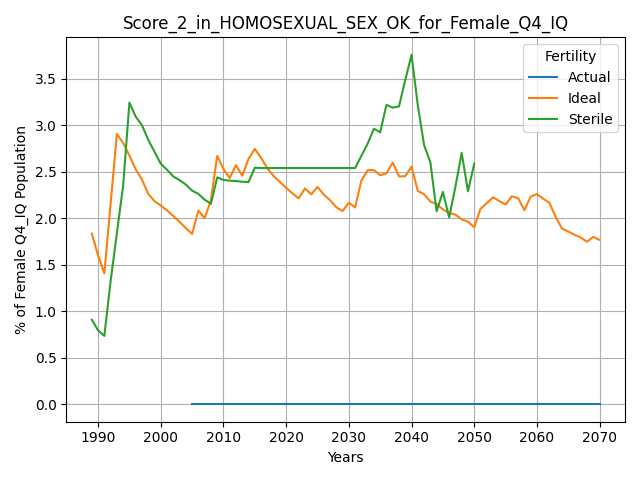 Score_2_in_HOMOSEXUAL_SEX_OK_for_Female_Q4_IQ
Fertility
Actual
Ideal
Sterile
% of Female Q4_IQ Population
3.5
3.0
2.5
2.0
1.5
1.0
0.5
0.0
1990 2000 2010 2020 2030 2040 2050 2060 2070
Years